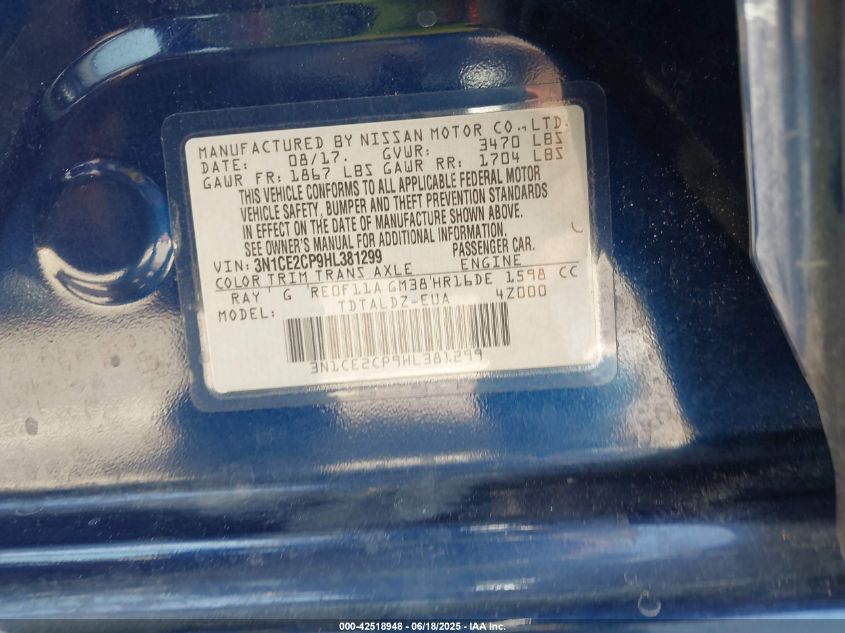 MANUFACTURED BY NISSAN MOTOR CO., LTD.
DATE: 08/17. GVWR: 3470 LBS
GAWR FR: 1867 LBS GAWR RR: 1704 LBS
THIS VEHICLE CONFORMS TO ALL APPLICABLE FEDERAL MOTOR
VEHICLE SAFETY, BUMPER AND THEFT PREVENTION STANDARDS
IN EFFECT ON THE DATE OF MANUFACTURE SHOWN ABOVE.
SEE OWNER'S MANUAL FOR ADDITIONAL INFORMATION.
VIN: 3N1CE2CP9HL381299 PASSENGER CAR.
COLOR TRIM TRANS AXLE ENGINE
RAY G RE0F11A GM38 HR16DE 1598 CC
MODEL: TDTALDZ-EUA 42000
3N1CE2CP9HL381299
000-42518948 - 06/18/2025 - IAA Inc.